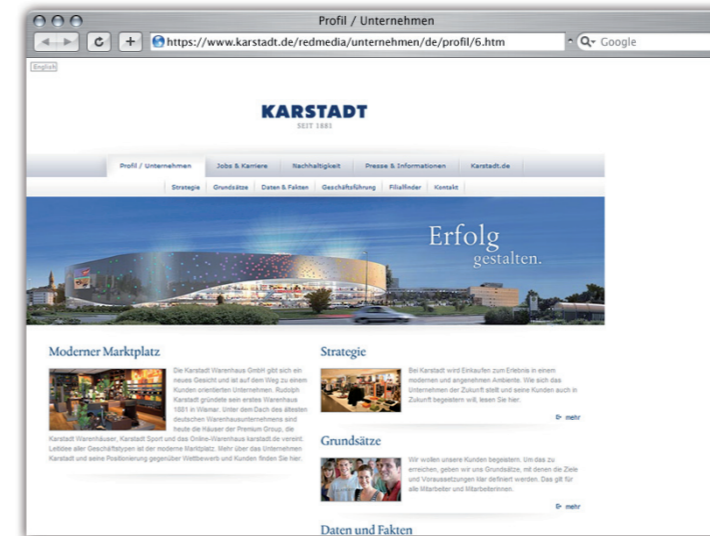 Profil / Unternehmen
https://www.karstadt.de/redmedia/unternehmen/de/profil/6.htm
Google
English
KARSTADT
SEIT 1881
Profil / Unternehmen Jobs & Karriere Nachhaltigkeit Presse & Informationen Karstadt.de
Strategie Grundsätze Daten & Fakten Geschäftsführung Filialfinder Kontakt
Erfolg
gestalten.
Moderner Marktplatz
Die Karstadt Warenhaus GmbH gibt sich ein
neues Gesicht und ist auf dem Weg zu einem
Kunden orientierten Unternehmen. Rudolph
Karstadt gründete sein erstes Warenhaus
1881 in Wismar. Unter dem Dach des ältesten
deutschen Warenhausunternehmens sind
heute die Häuser der Premium Group, die
Karstadt Warenhäuser, Karstadt Sport und das Online-Warenhaus karstadt.de vereint.
Leitidee aller Geschäftstypen ist der moderne Marktplatz. Mehr über das Unternehmen
Karstadt und seine Positionierung gegenüber Wettbewerb und Kunden finden Sie hier.
Strategie
Bei Karstadt wird Einkaufen zum Erlebnis in einem
modernen und angenehmen Ambiente. Wie sich das
Unternehmen der Zukunft stellt und seine Kunden auch in
Zukunft begeistern will, lesen Sie hier.
mehr
Grundsätze
Wir wollen unsere Kunden begeistern. Um das zu
erreichen, geben wir uns Grundsätze, mit denen die Ziele
und Voraussetzungen klar definiert werden. Das gilt für
alle Mitarbeiter und Mitarbeiterinnen.
mehr
Daten und Fakten